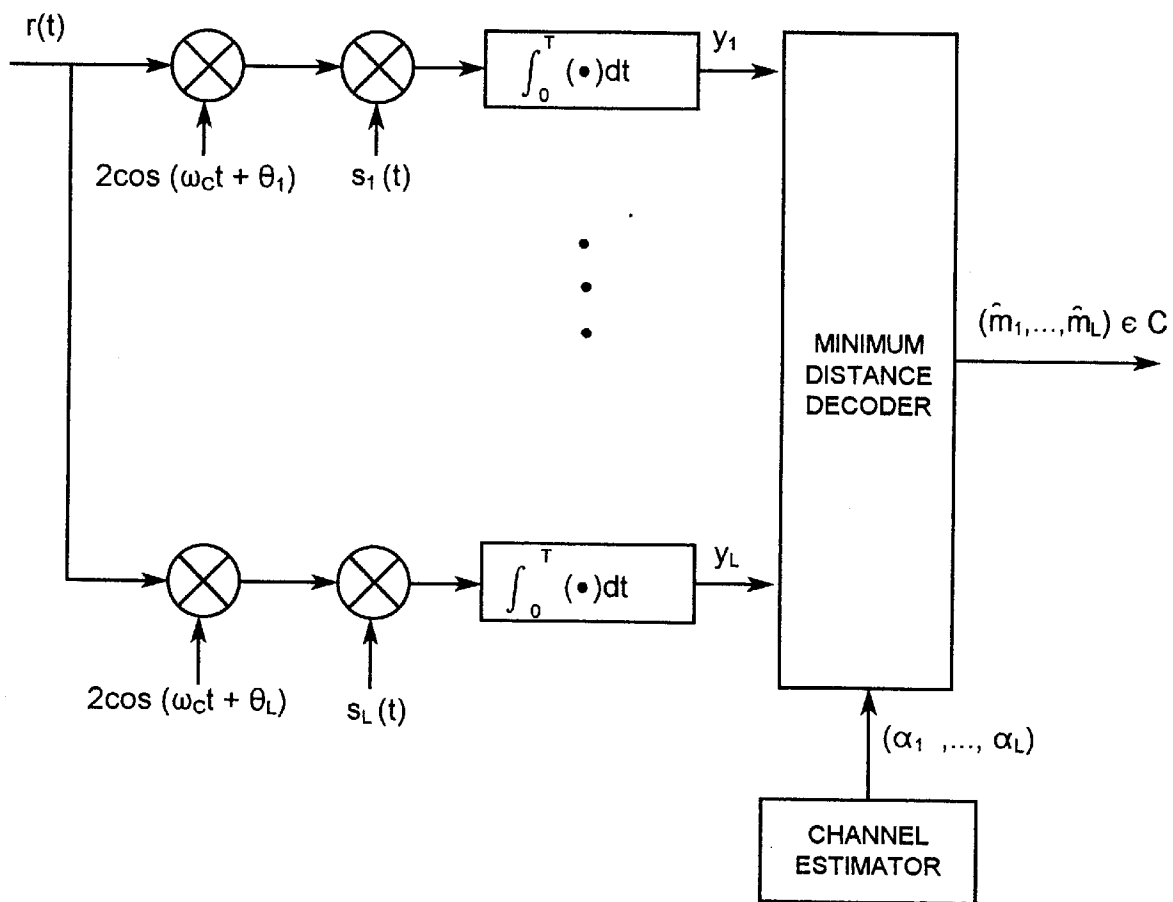 r(t)
2cos (ω_C t + θ_1)
s_1 (t)
∫_0^T (•)dt
y_1
MINIMUM
DISTANCE
DECODER
(m̂_1,...,m̂_L) ∈ C
2cos (ω_C t + θ_L)
s_L (t)
∫_0^T (•)dt
y_L
(α_1 ,..., α_L)
CHANNEL
ESTIMATOR